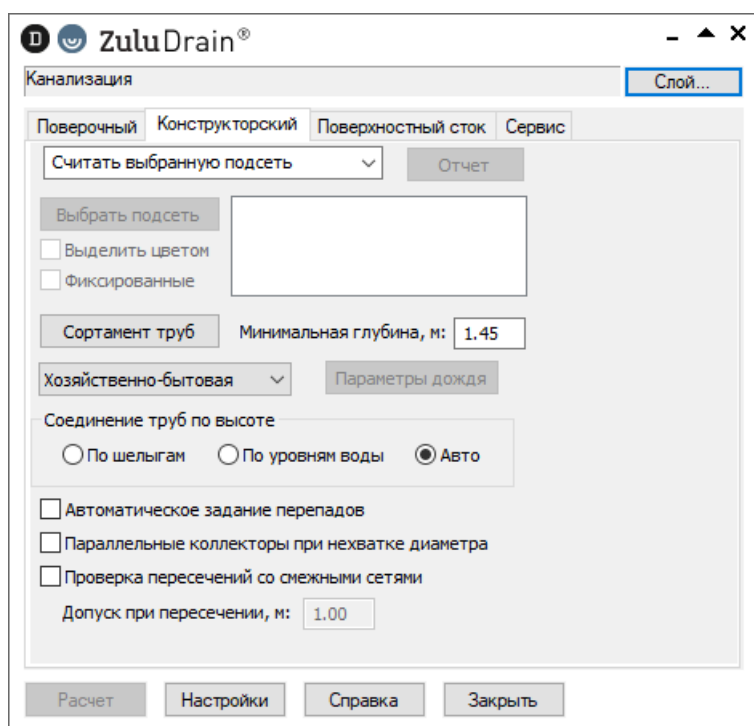 D ZuluDrain®
Канализация Слой...
Поверочный Конструкторский Поверхностный сток Сервис
Считать выбранную подсеть Отчет
Выбрать подсеть
Выделить цветом
Фиксированные
Сортамент труб Минимальная глубина, м: 1.45
Хозяйственно-бытовая Параметры дождя
Соединение труб по высоте
По шелыгам По уровням воды Авто
Автоматическое задание перепадов
Параллельные коллекторы при нехватке диаметра
Проверка пересечений со смежными сетями
Допуск при пересечении, м: 1.00
Расчет Настройки Справка Закрыть